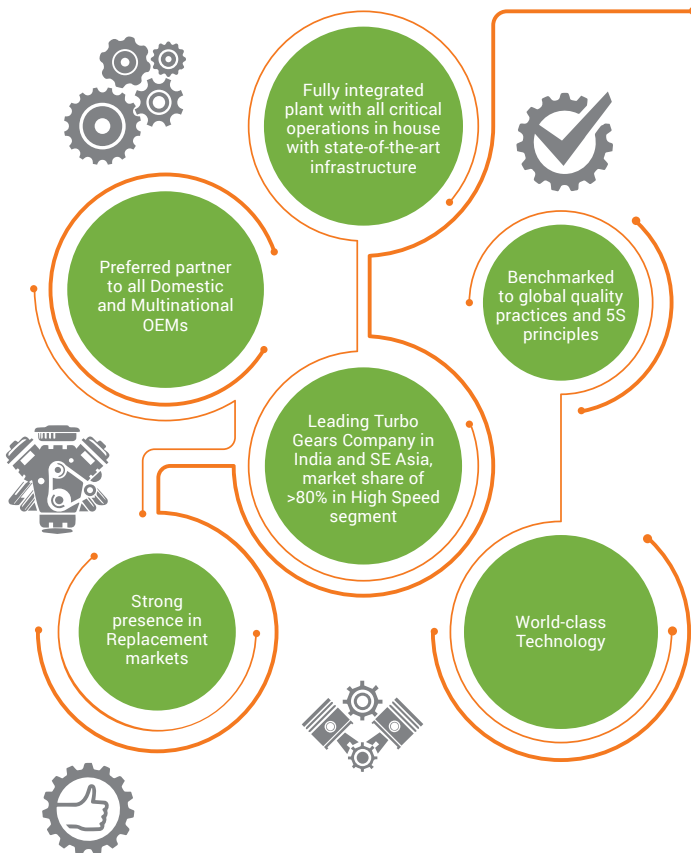 Fully integrated
plant with all critical
operations in house
with state-of-the-art
infrastructure
Preferred partner
to all Domestic
and Multinational
OEMs
Benchmarked
to global quality
practices and 5S
principles
Leading Turbo
Gears Company in
India and SE Asia,
market share of
>80% in High Speed
segment
Strong
presence in
Replacement
markets
World-class
Technology